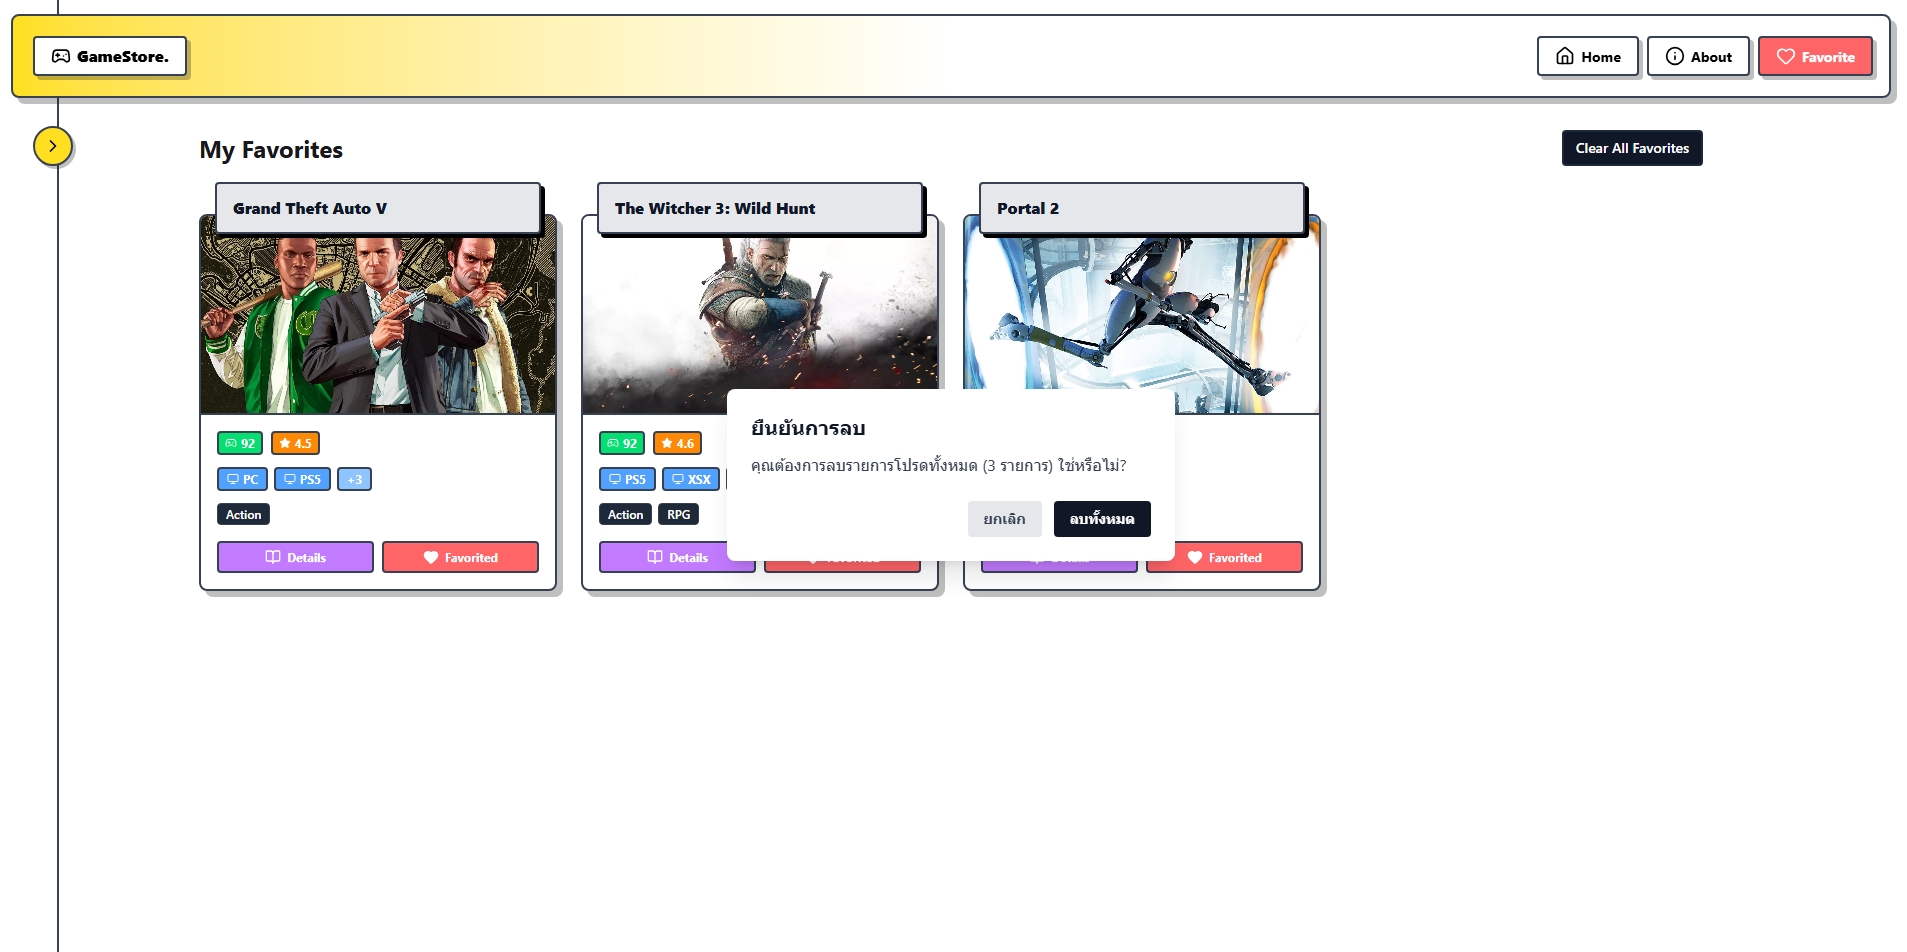 GameStore.
Home
About
Favorite
My Favorites
Clear All Favorites
Grand Theft Auto V
The Witcher 3: Wild Hunt
Portal 2
92
4.5
PC
PS5
+3
Action
Details
Favorited
92
4.6
PS5
XSX
Action
RPG
Details
Favorited
ยืนยันการลบ
คุณต้องการลบรายการโปรดทั้งหมด (3 รายการ) ใช่หรือไม่?
ยกเลิก
ลบทั้งหมด